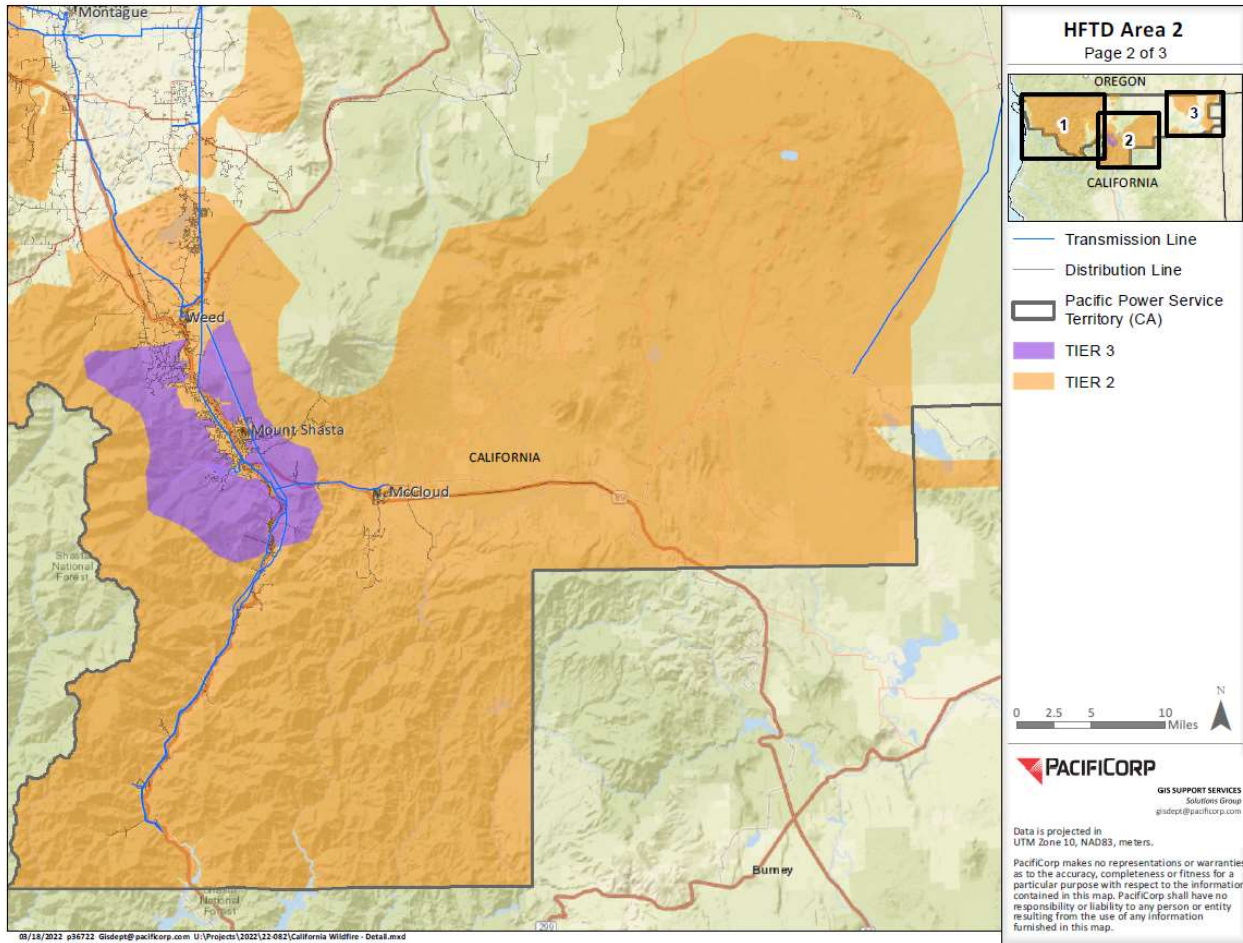 Montague
Weed
Mount Shasta
CALIFORNIA
McCloud
89
Shasta
National
Forest
Burney
Shasta
National
Forest
299
HFTD Area 2
Page 2 of 3
OREGON
1
2
3
CALIFORNIA
Transmission Line
Distribution Line
Pacific Power Service
Territory (CA)
TIER 3
TIER 2
N
0 2.5 5 10
Miles
PACIFICORP
GIS SUPPORT SERVICES
Solutions Group
gisdept@pacificorp.com
Data is projected in
UTM Zone 10, NAD83, meters.
PacifiCorp makes no representations or warranties
as to the accuracy, completeness or fitness for a
particular purpose with respect to the information
contained in this map. PacifiCorp shall have no
responsibility or liability to any person or entity
resulting from the use of any information
furnished in this map.
03/18/2022 p36722 Gisdept@pacificorp.com U:\Projects\2022\22-082\California Wildfire - Detail.mxd